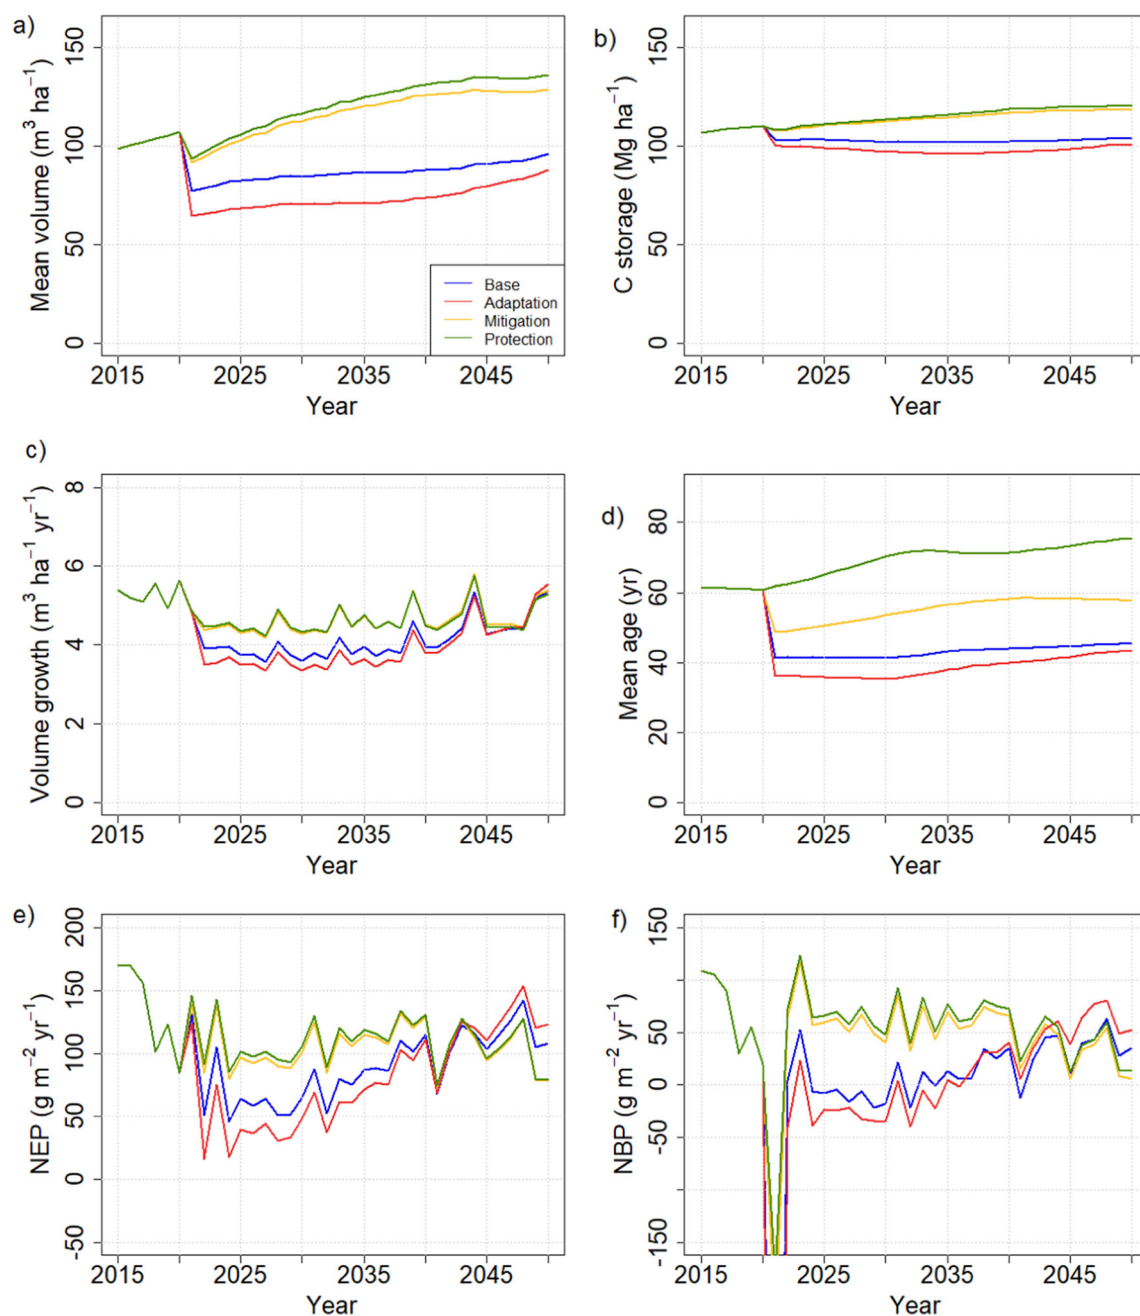 a)
Mean volume (m³ ha⁻¹)
150
100
50
0
Base
Adaptation
Mitigation
Protection
2015 2025 2035 2045
Year
b)
C storage (Mg ha⁻¹)
150
100
50
0
2015 2025 2035 2045
Year
c)
Volume growth (m³ ha⁻¹ yr⁻¹)
8
6
4
2
0
2015 2025 2035 2045
Year
d)
Mean age (yr)
80
60
40
20
0
2015 2025 2035 2045
Year
e)
NEP (g m⁻² yr⁻¹)
200
150
100
50
0
-50
2015 2025 2035 2045
Year
f)
NBP (g m⁻² yr⁻¹)
150
50
0
-50
-150
2015 2025 2035 2045
Year